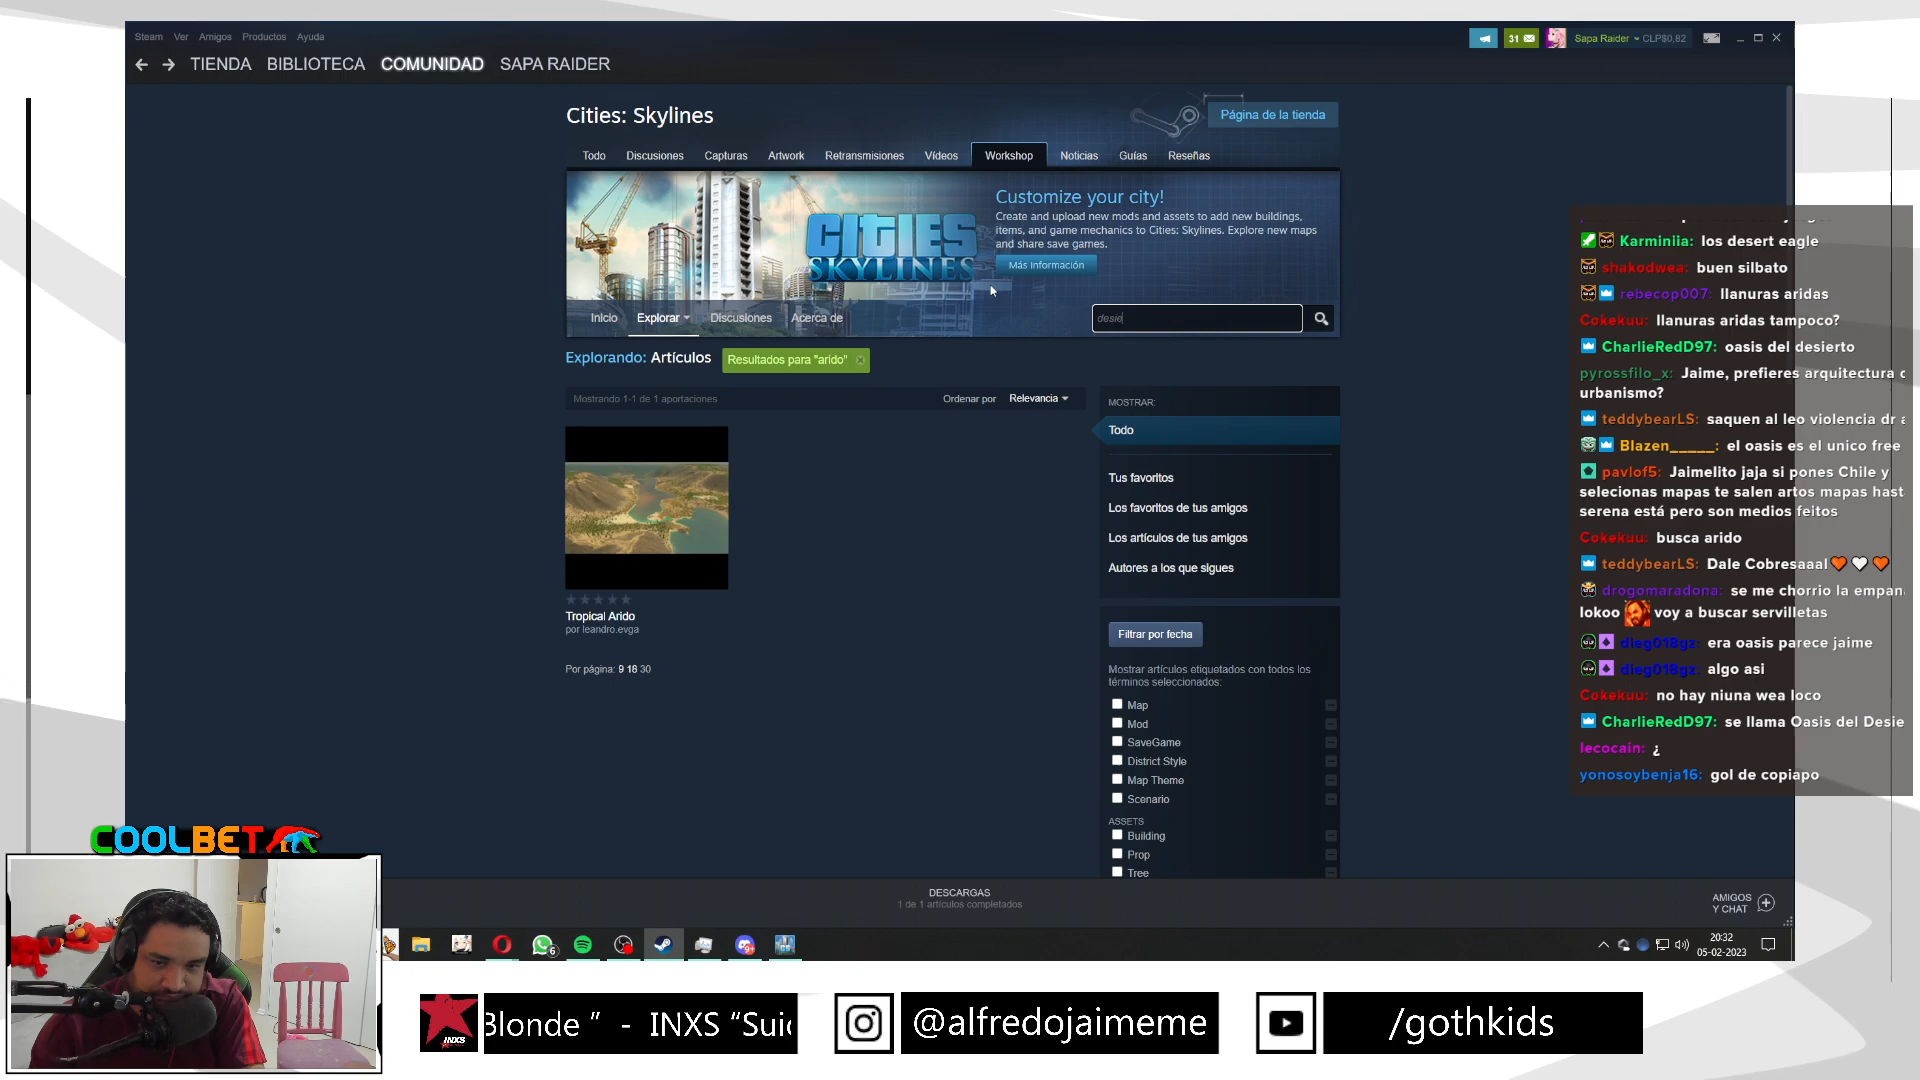 Steam Ver Amigos Productos Ayuda
31 Sapa Raider CLP$0,82
TIENDA BIBLIOTECA COMUNIDAD SAPA RAIDER
Cities: Skylines
Página de la tienda
Todo Discusiones Capturas Artwork Retransmisiones Vídeos Workshop Noticias Guías Reseñas
CITIES
SKYLINES
Customize your city!
Create and upload new mods and assets to add new buildings,
items, and game mechanics to Cities: Skylines. Explore new maps
and share save games.
Más información
Inicio Explorar Discusiones Acerca de
desie
Explorando: Artículos
Resultados para "arido"
Mostrando 1-1 de 1 aportaciones
Ordenar por Relevancia
Tropical Arido
por leandro.evga
Por página: 9 18 30
MOSTRAR:
Todo
Tus favoritos
Los favoritos de tus amigos
Los artículos de tus amigos
Autores a los que sigues
Filtrar por fecha
Mostrar artículos etiquetados con todos los
términos seleccionados:
Map
Mod
SaveGame
District Style
Map Theme
Scenario
ASSETS
Building
Prop
Tree
Karminiia: los desert eagle
shakodwea: buen silbato
rebecop007: llanuras aridas
Cokekuu: llanuras aridas tampoco?
CharlieRedD97: oasis del desierto
pyrossfilo_x: Jaime, prefieres arquitectura o
urbanismo?
teddybearLS: saquen al leo violencia dr a
Blazen_____: el oasis es el unico free
pavlof5: Jaimelito jaja si pones Chile y
selecionas mapas te salen artos mapas hast
serena está pero son medios feitos
Cokekuu: busca arido
teddybearLS: Dale Cobresaaal
drogomaradona: se me chorrio la empan
lokoo voy a buscar servilletas
dieg018gz: era oasis parece jaime
dieg018gz: algo asi
Cokekuu: no hay niuna wea loco
CharlieRedD97: se llama Oasis del Desie
lecocain: ¿
yonosoybenja16: gol de copiapo
COOLBET
DESCARGAS
1 de 1 artículos completados
AMIGOS
Y CHAT
6
20:32
05-02-2023
INXS
Blonde ” - INXS “Suic
@alfredojaimeme
/gothkids